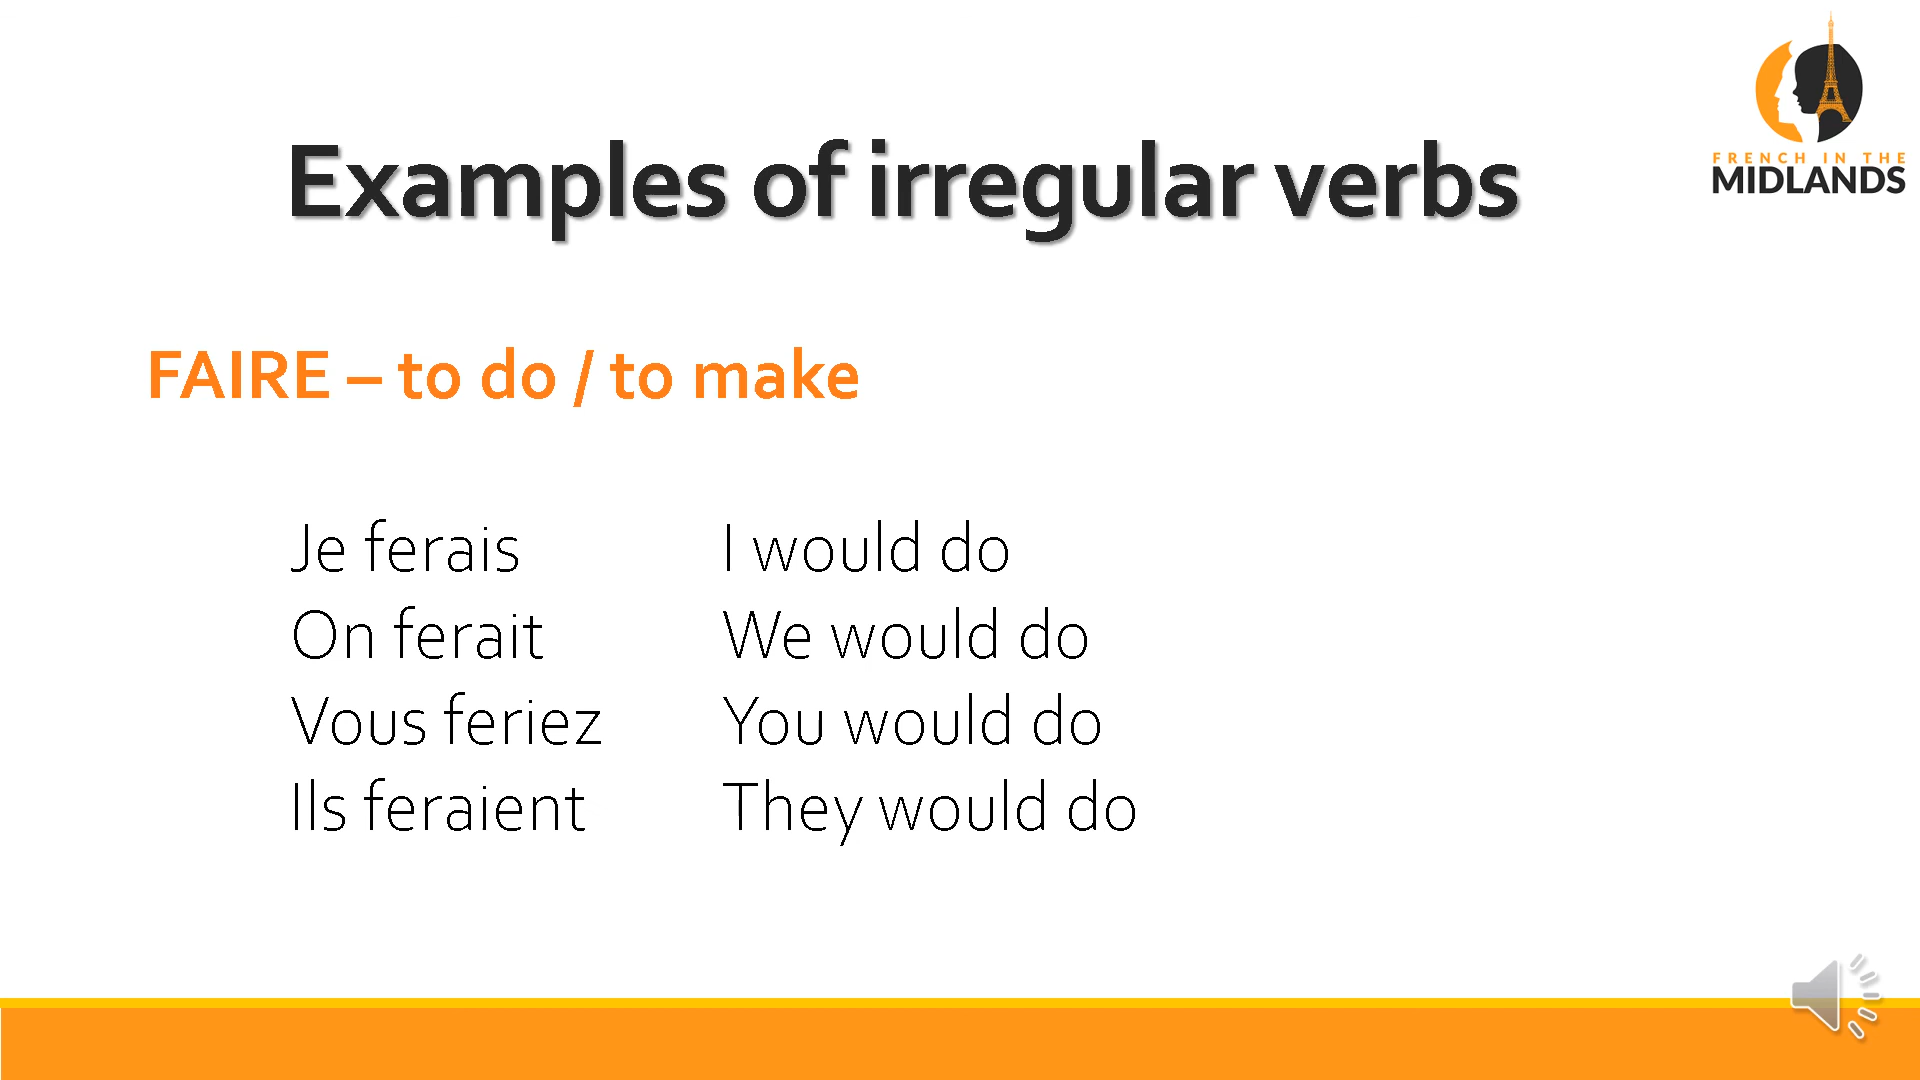 FRENCH IN THE
MIDLANDS
Examples of irregular verbs
FAIRE – to do / to make
Je ferais I would do
On ferait We would do
Vous feriez You would do
Ils feraient They would do